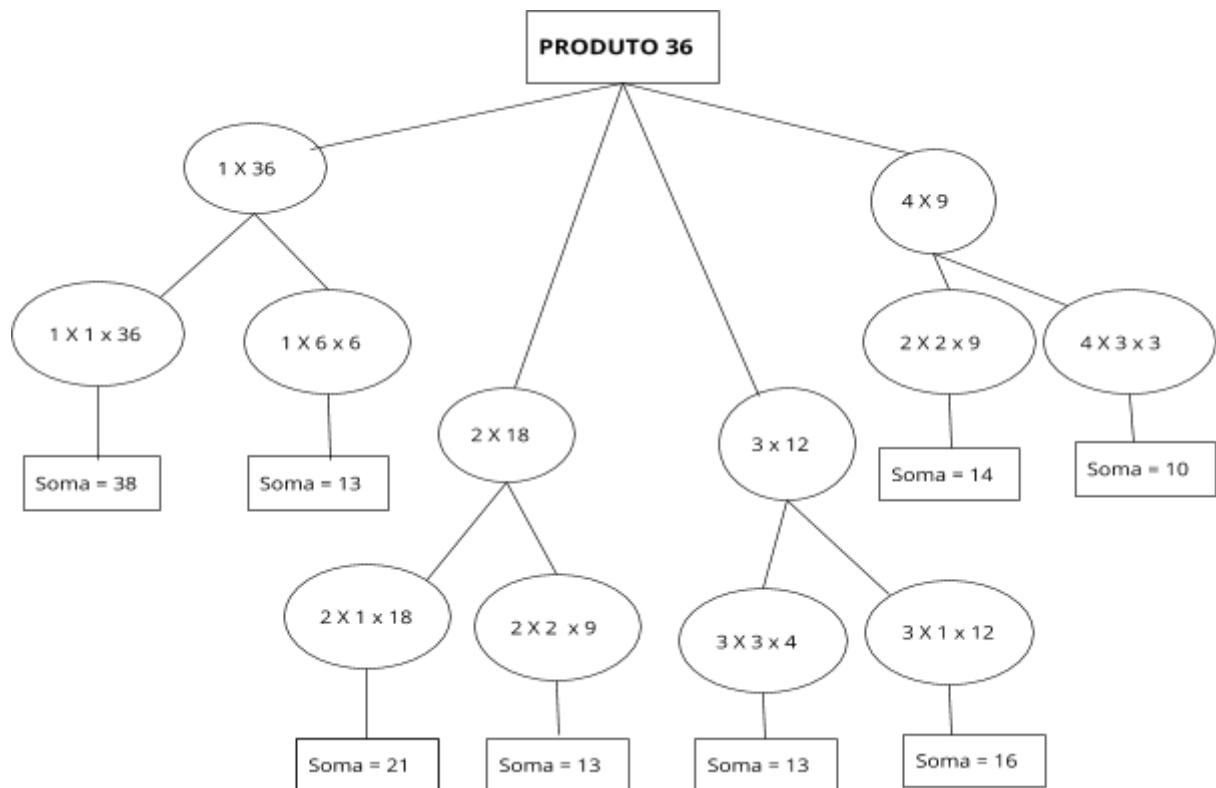 PRODUTO 36
1 X 36
4 X 9
1 X 1 x 36
1 X 6 x 6
2 X 2 x 9
4 X 3 x 3
2 X 18
3 x 12
Soma = 38
Soma = 13
Soma = 14
Soma = 10
2 X 1 x 18
2 X 2 x 9
3 X 3 x 4
3 X 1 x 12
Soma = 21
Soma = 13
Soma = 13
Soma = 16